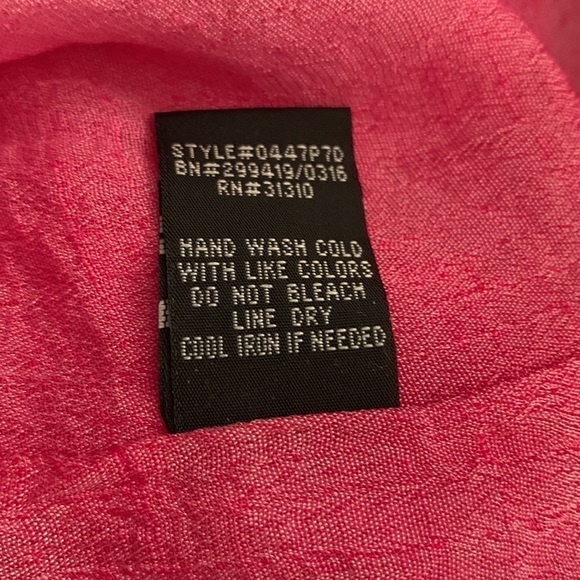 STYLE#0447P7D
BN#299419/0316
RN#31310
HAND WASH COLD
WITH LIKE COLORS
DO NOT BLEACH
LINE DRY
COOL IRON IF NEEDED